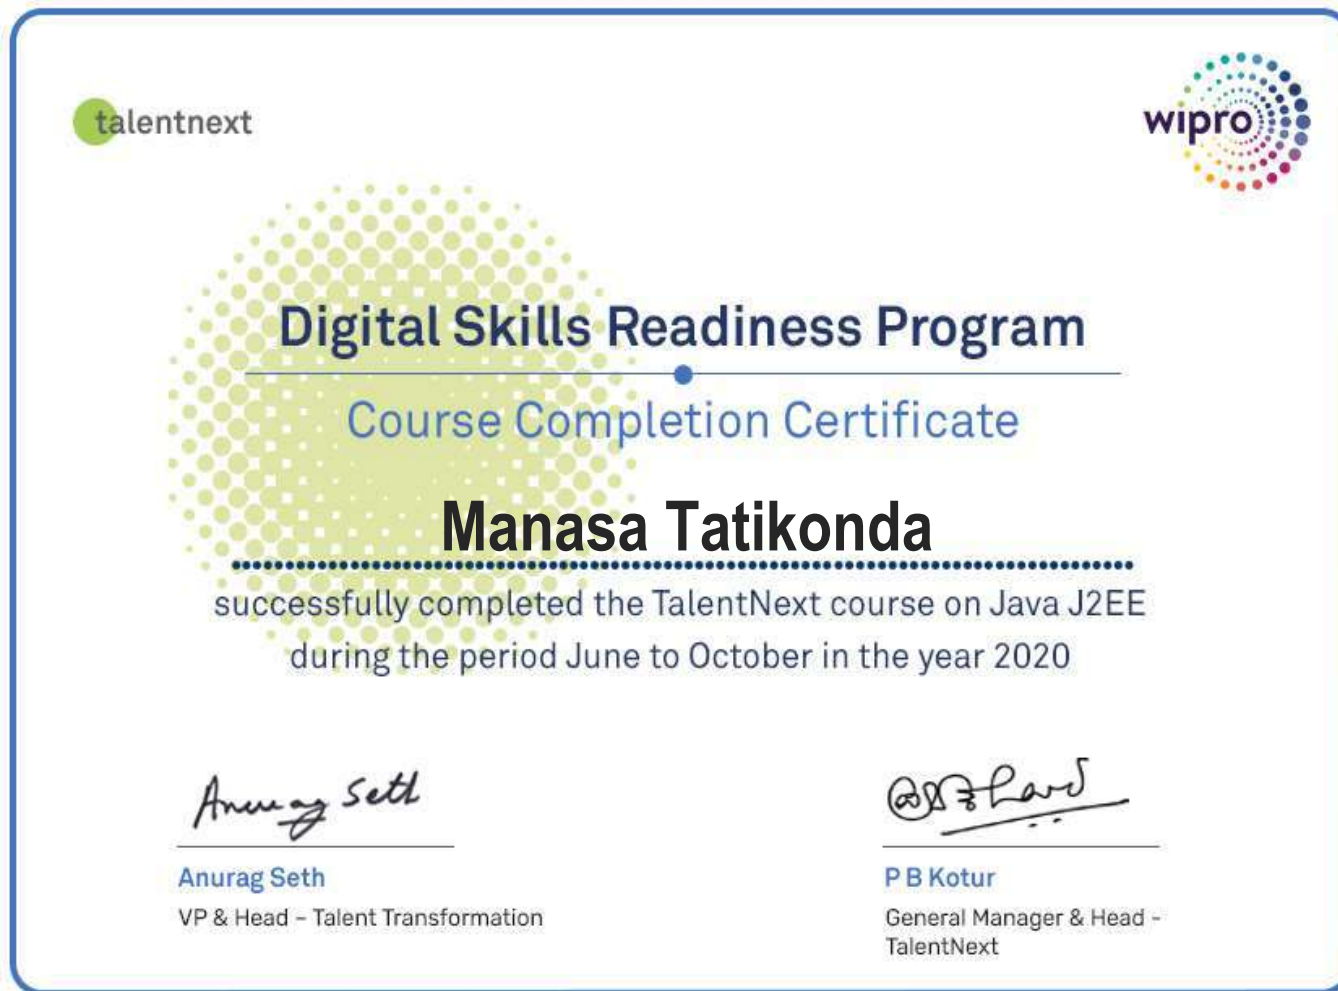 talentnext
wipro
Digital Skills Readiness Program
Course Completion Certificate
Manasa Tatikonda
successfully completed the TalentNext course on Java J2EE
during the period June to October in the year 2020
Anurag Seth
Anurag Seth
VP & Head – Talent Transformation
P B Kotur
General Manager & Head -
TalentNext